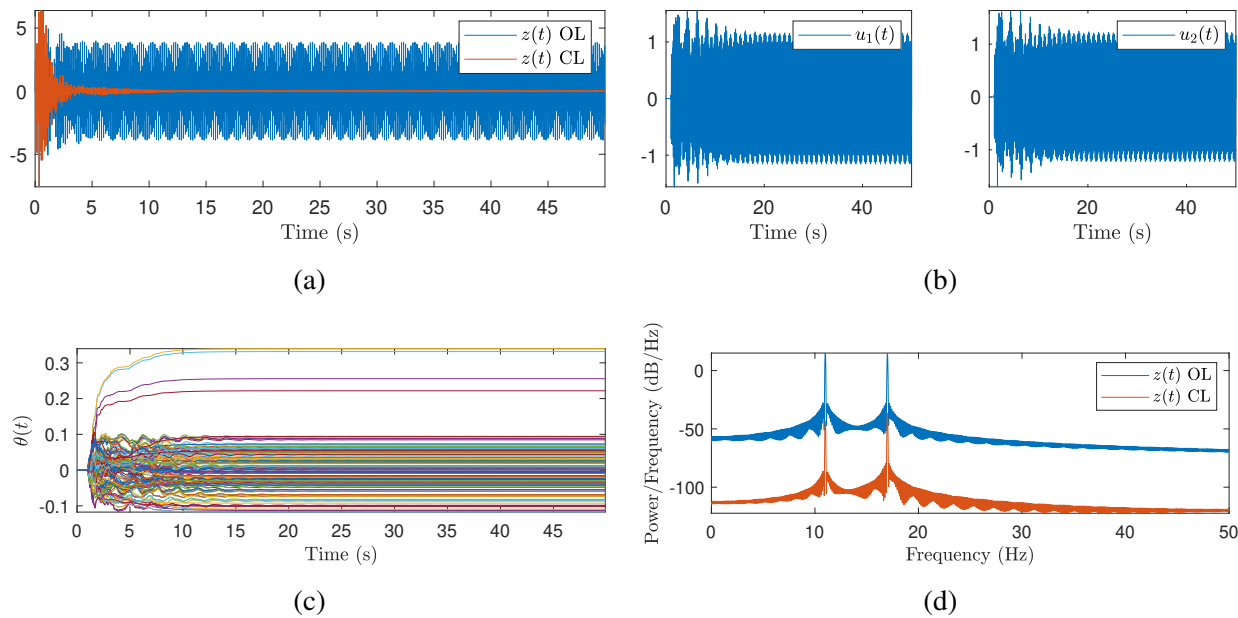 5
0
-5
z(t) OL
z(t) CL
0 5 10 15 20 25 30 35 40 45
Time (s)
(a)
1
0
-1
u₁(t)
0 20 40
Time (s)
1
0
-1
u₂(t)
0 20 40
Time (s)
(b)
θ(t)
0.3
0.2
0.1
0
-0.1
0 5 10 15 20 25 30 35 40 45
Time (s)
(c)
Power/Frequency (dB/Hz)
0
-50
-100
z(t) OL
z(t) CL
0 10 20 30 40 50
Frequency (Hz)
(d)